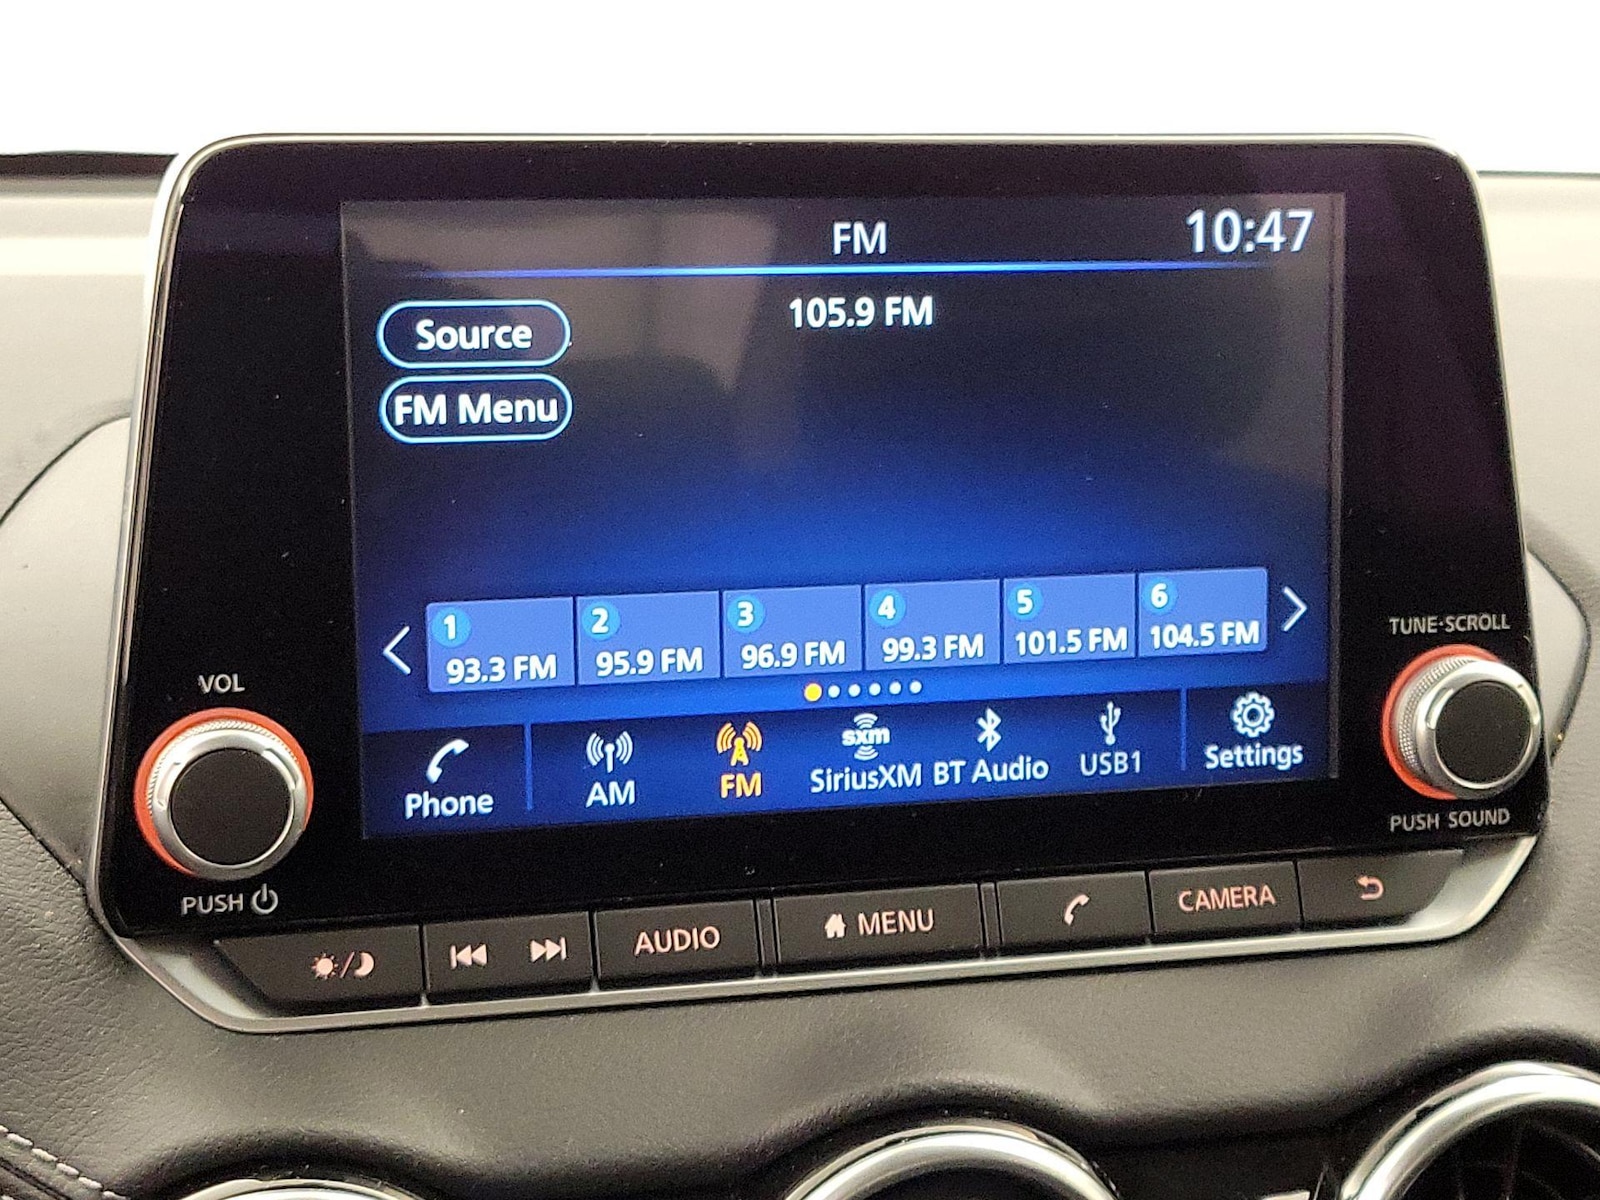 FM
10:47
105.9 FM
Source
FM Menu
1 2 3 4 5 6
93.3 FM 95.9 FM 96.9 FM 99.3 FM 101.5 FM 104.5 FM
Phone AM FM sxm SiriusXM BT Audio USB1 Settings
VOL
PUSH
TUNE·SCROLL
PUSH SOUND
AUDIO MENU CAMERA